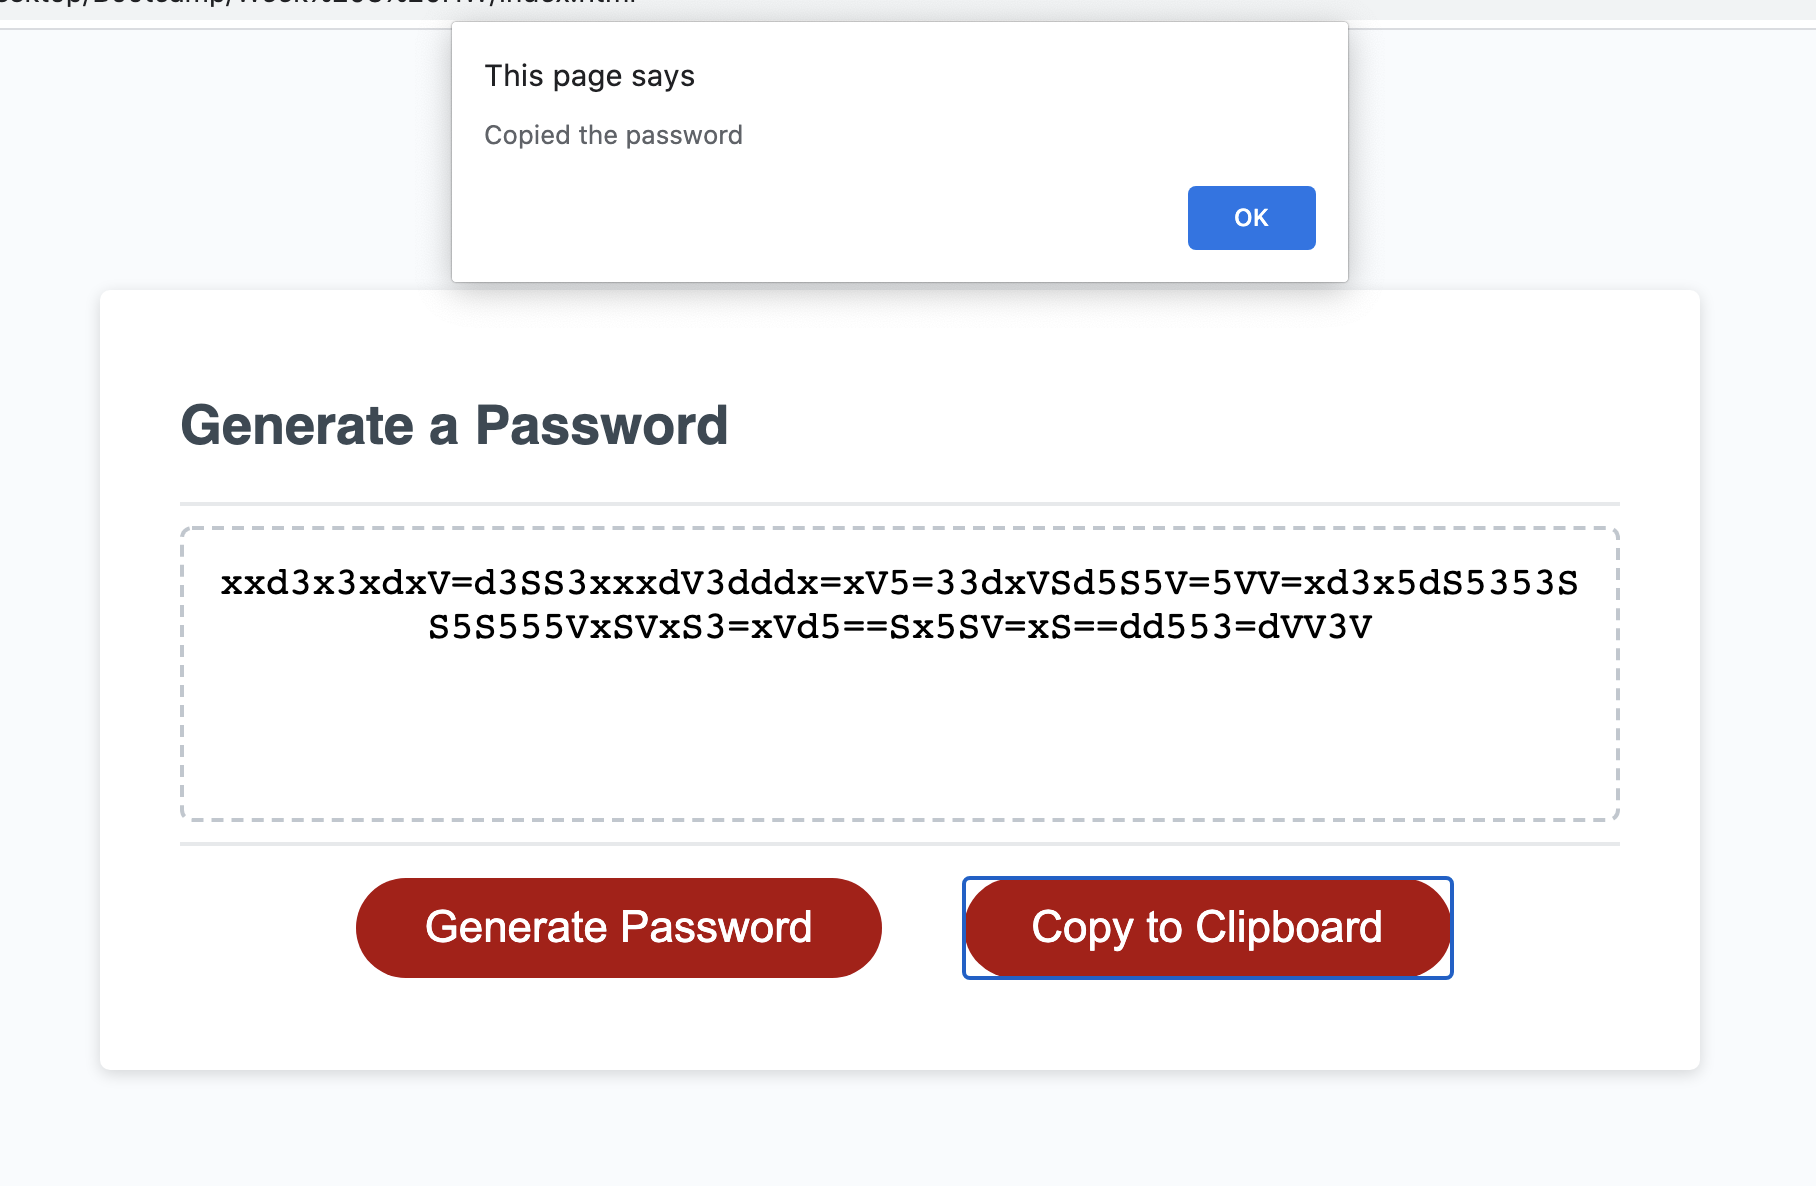 This page says
Copied the password
OK
Generate a Password
xxd3x3xdxV=d3SS3xxxdV3dddx=xV5=33dxVSd5S5V=5VV=xd3x5dS5353S
S5S555VxSVxS3=xVd5==Sx5SV=xS==dd553=dVV3V
Generate Password
Copy to Clipboard